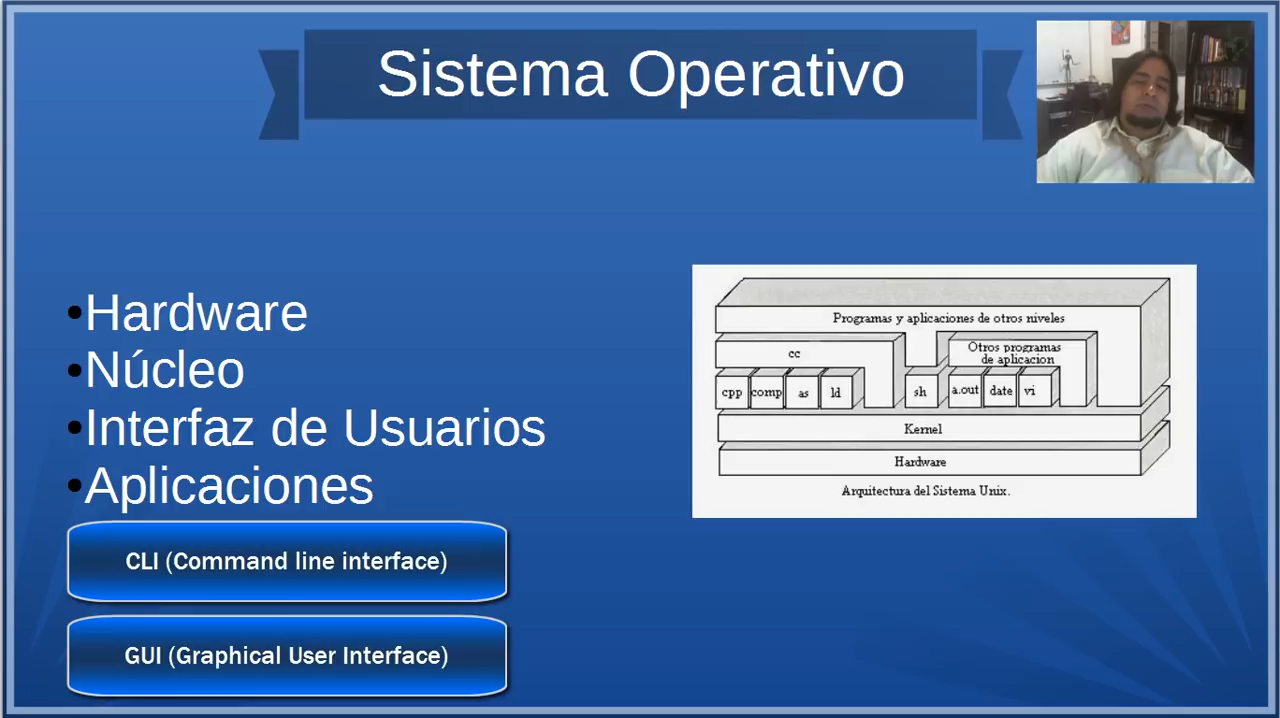 Sistema Operativo
•Hardware
•Núcleo
•Interfaz de Usuarios
•Aplicaciones
CLI (Command line interface)
GUI (Graphical User Interface)
Programas y aplicaciones de otros niveles
cc
Otros programas
de aplicacion
cpp comp as ld sh a.out date vi
Kernel
Hardware
Arquitectura del Sistema Unix.